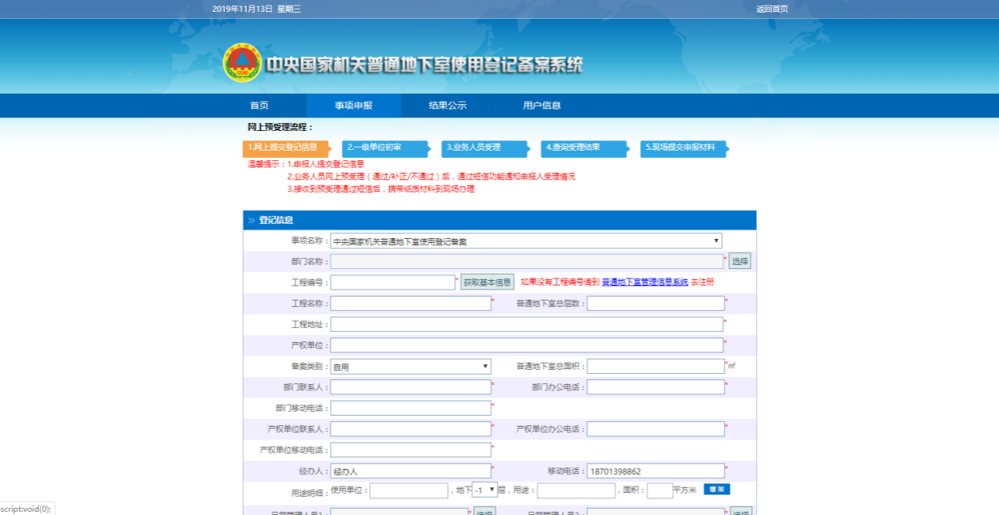 2019年11月13日 星期三 返回首页
中央国家机关普通地下室使用登记备案系统
首页 事项申报 结果公示 用户信息
网上预受理流程：
1.网上提交登记信息 2.一级单位初审 3.业务人员受理 4.查询受理结果 5.现场提交申报材料
温馨提示：1.申报人提交登记信息
2.业务人员网上预受理（通过/补正/不通过）后，通过短信功能通知申报人受理情况
3.接收到预受理通过短信后，携带纸质材料到现场办理
» 登记信息
事项名称： 中央国家机关普通地下室使用登记备案 ▼
部门名称： * 选择
工程编号： * 获取基本信息 如果没有工程编号请到 普通地下室管理信息系统 去注册
工程名称： * 普通地下室总层数： *
工程地址： *
产权单位： *
备案类别： 自用 ▼ 普通地下室总面积： * ㎡
部门联系人： * 部门办公电话： *
部门移动电话： *
产权单位联系人： * 产权单位办公电话： *
产权单位移动电话： *
经办人： 经办人 * 移动电话： 18701398862 *
用途明细： 使用单位： ，地下 -1 ▼ 层，用途： ，面积： 平方米 增加
日常管理人员1： * 选择 日常管理人员2： * 选择
script:void(0);